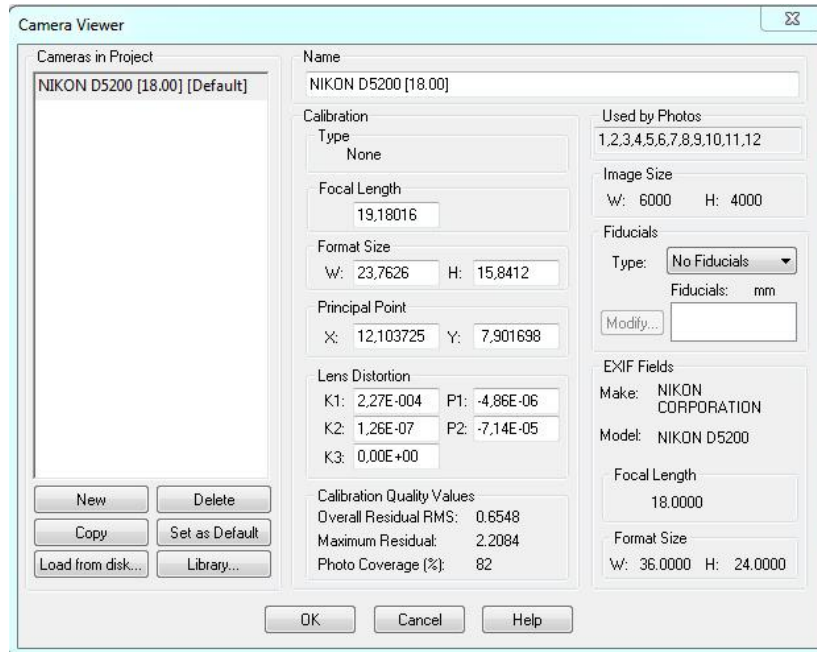 Camera Viewer
Cameras in Project
NIKON D5200 [18.00] [Default]
New
Delete
Copy
Set as Default
Load from disk...
Library...
Name
NIKON D5200 [18.00]
Calibration
Type
None
Focal Length
19,18016
Format Size
W: 23,7626 H: 15,8412
Principal Point
X: 12,103725 Y: 7,901698
Lens Distortion
K1: 2,27E-004 P1: -4,86E-06
K2: 1,26E-07 P2: -7,14E-05
K3: 0,00E+00
Calibration Quality Values
Overall Residual RMS: 0.6548
Maximum Residual: 2.2084
Photo Coverage (%): 82
Used by Photos
1,2,3,4,5,6,7,8,9,10,11,12
Image Size
W: 6000 H: 4000
Fiducials
Type: No Fiducials
Fiducials: mm
Modify...
EXIF Fields
Make: NIKON
CORPORATION
Model: NIKON D5200
Focal Length
18.0000
Format Size
W: 36.0000 H: 24.0000
OK
Cancel
Help